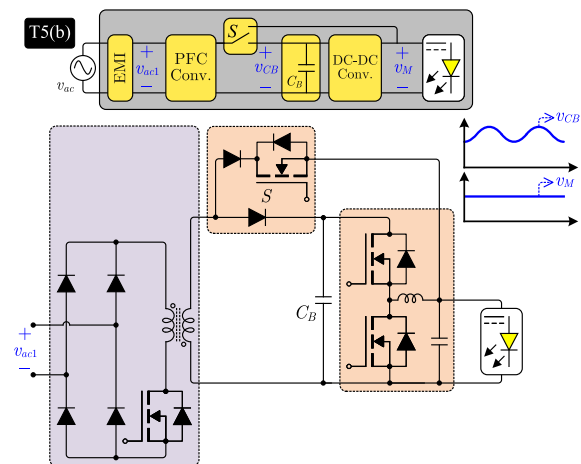 T5(b)
S
v_ac
EMI
+
v_ac1
−
PFC
Conv.
+
v_CB
−
C_B
DC-DC
Conv.
+
v_M
−
v_CB
v_M
S
C_B
+
v_ac1
−